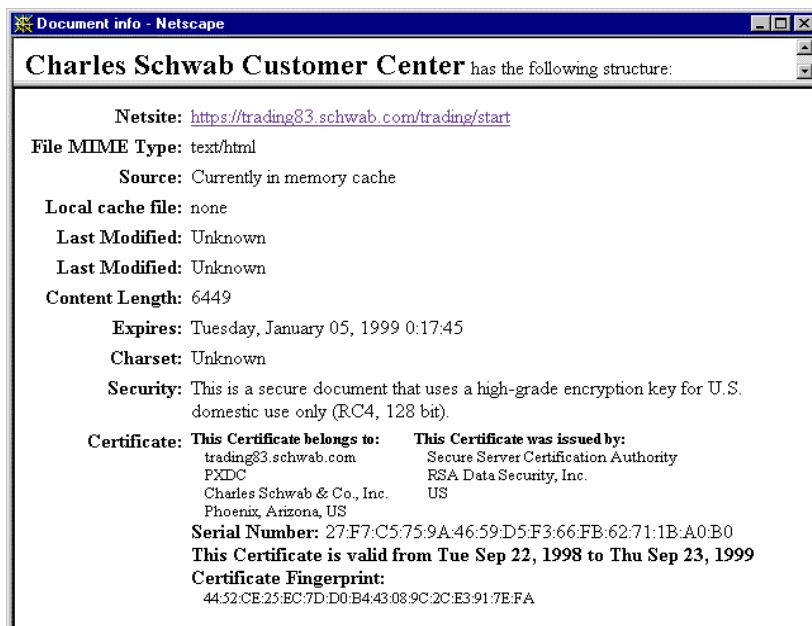 Document info - Netscape
Charles Schwab Customer Center has the following structure:
Netsite: https://trading83.schwab.com/trading/start
File MIME Type: text/html
Source: Currently in memory cache
Local cache file: none
Last Modified: Unknown
Last Modified: Unknown
Content Length: 6449
Expires: Tuesday, January 05, 1999 0:17:45
Charset: Unknown
Security: This is a secure document that uses a high-grade encryption key for U.S.
domestic use only (RC4, 128 bit).
Certificate: This Certificate belongs to: This Certificate was issued by:
trading83.schwab.com Secure Server Certification Authority
PXDC RSA Data Security, Inc.
Charles Schwab & Co., Inc. US
Phoenix, Arizona, US
Serial Number: 27:F7:C5:75:9A:46:59:D5:F3:66:FB:62:71:1B:A0:B0
This Certificate is valid from Tue Sep 22, 1998 to Thu Sep 23, 1999
Certificate Fingerprint:
44:52:CE:25:EC:7D:D0:B4:43:08:9C:2C:E3:91:7E:FA